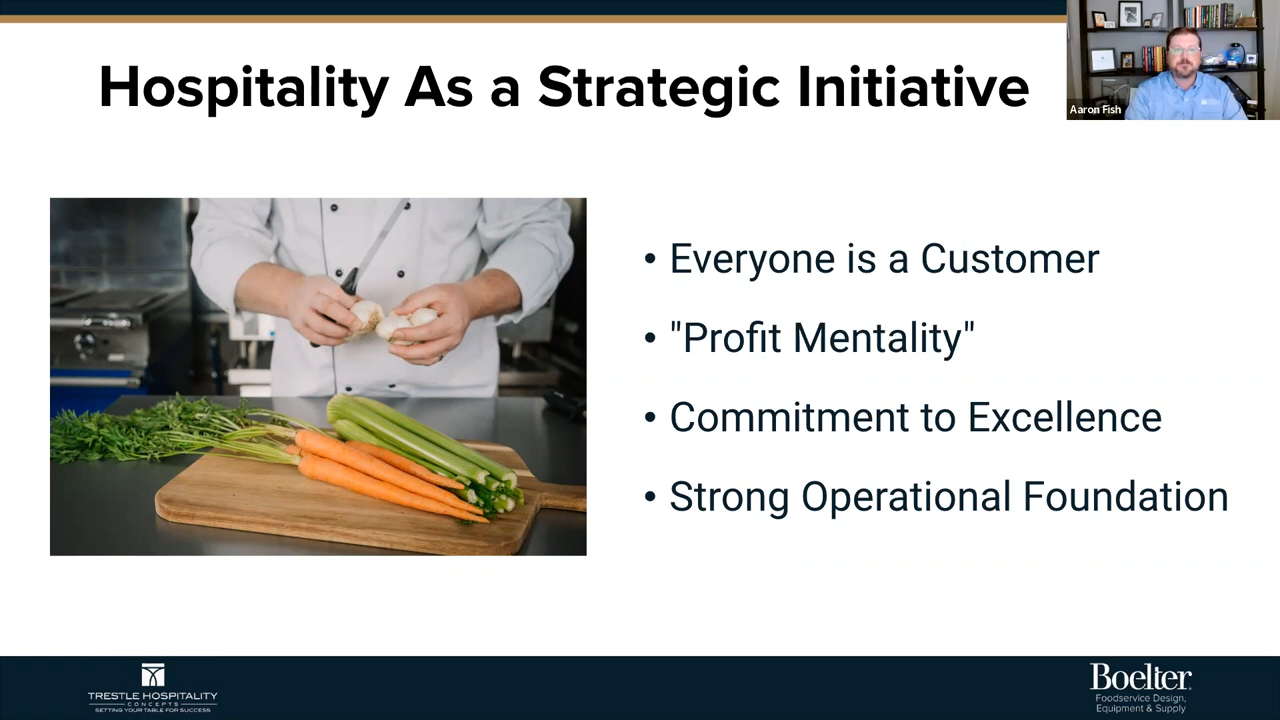 Hospitality As a Strategic Initiative
Aaron Fish
• Everyone is a Customer
• "Profit Mentality"
• Commitment to Excellence
• Strong Operational Foundation
TRESTLE HOSPITALITY
CONCEPTS
SETTING YOUR TABLE FOR SUCCESS
Boelter
Foodservice Design,
Equipment & Supply